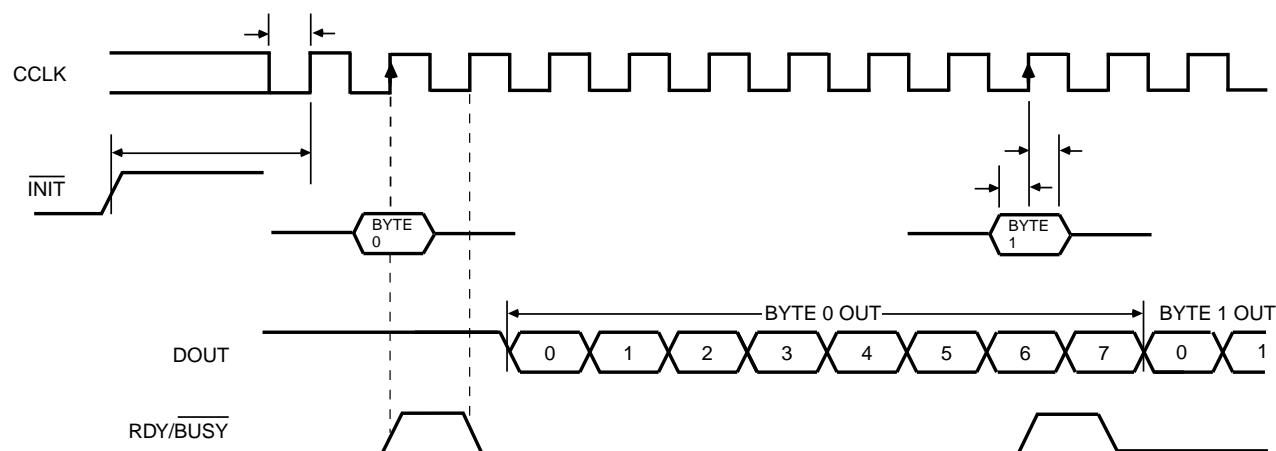 CCLK
INIT
BYTE
0
BYTE
1
BYTE 0 OUT
BYTE 1 OUT
DOUT
0 1 2 3 4 5 6 7 0 1
RDY/BUSY